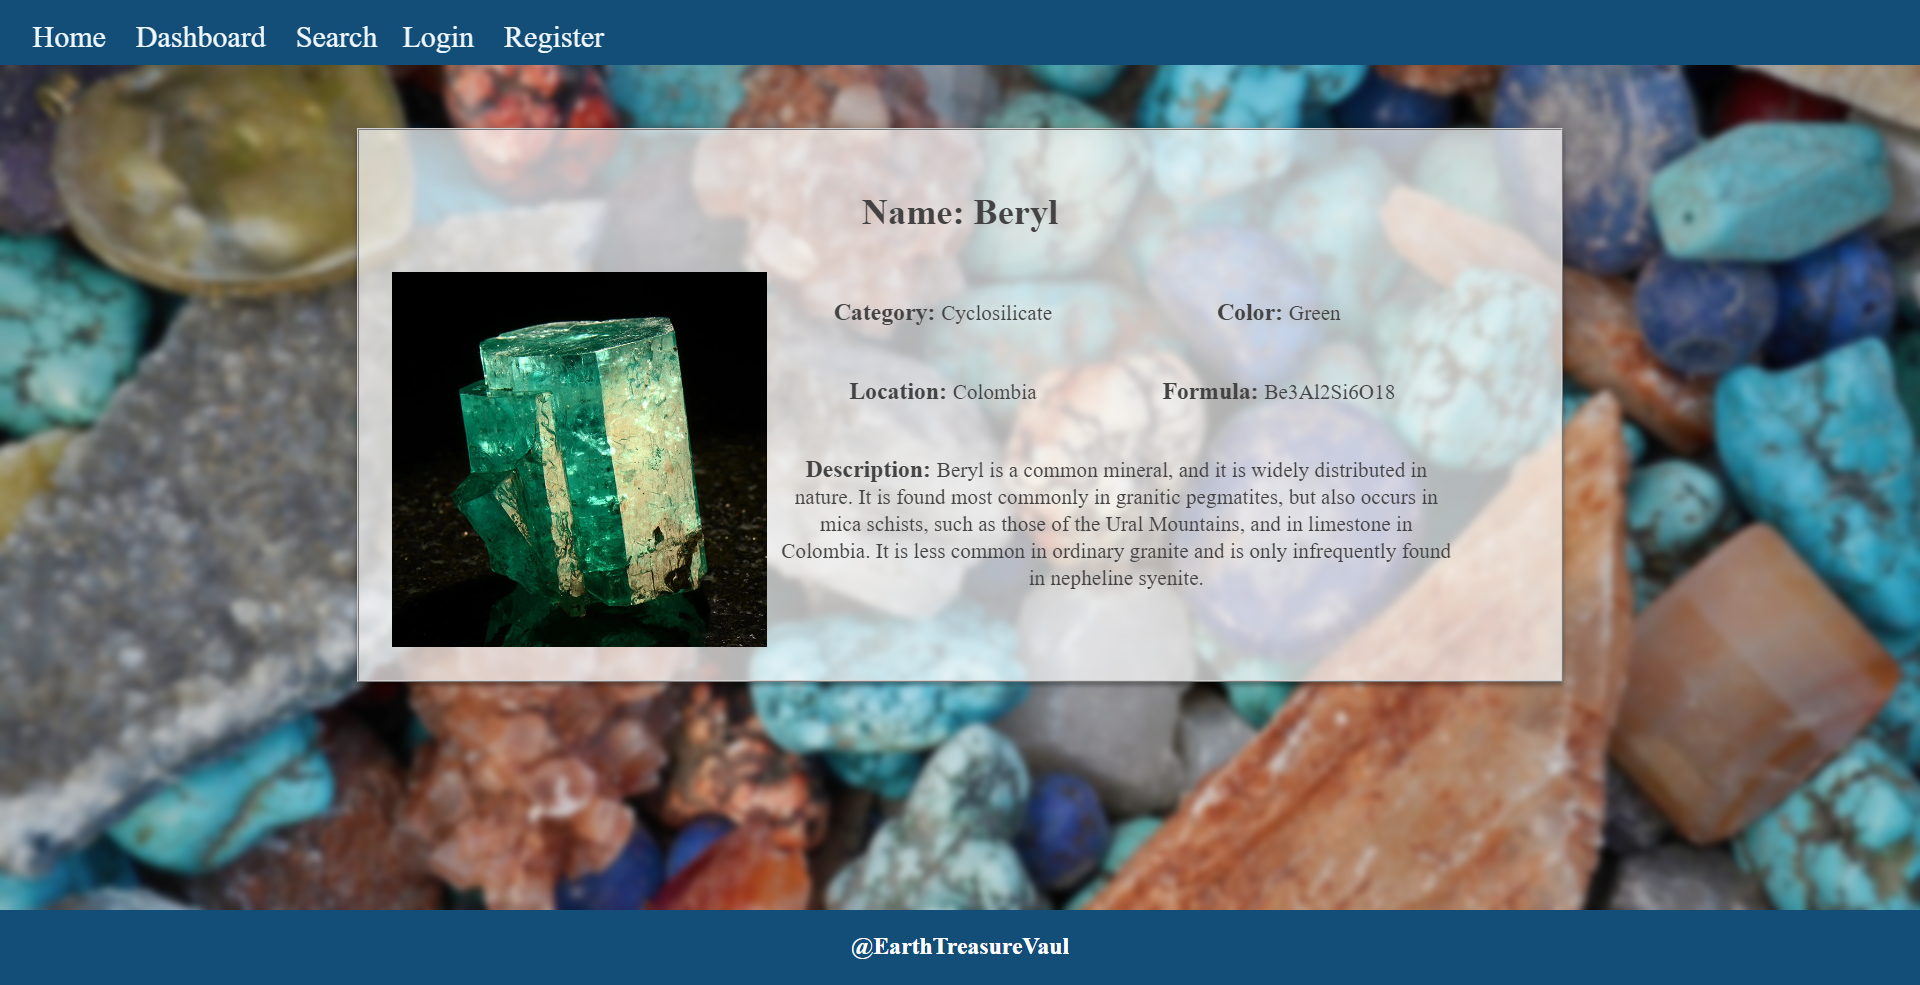 Home Dashboard Search Login Register
Name: Beryl
Category: Cyclosilicate Color: Green
Location: Colombia Formula: Be3Al2Si6O18
Description: Beryl is a common mineral, and it is widely distributed in
nature. It is found most commonly in granitic pegmatites, but also occurs in
mica schists, such as those of the Ural Mountains, and in limestone in
Colombia. It is less common in ordinary granite and is only infrequently found
in nepheline syenite.
@EarthTreasureVaul